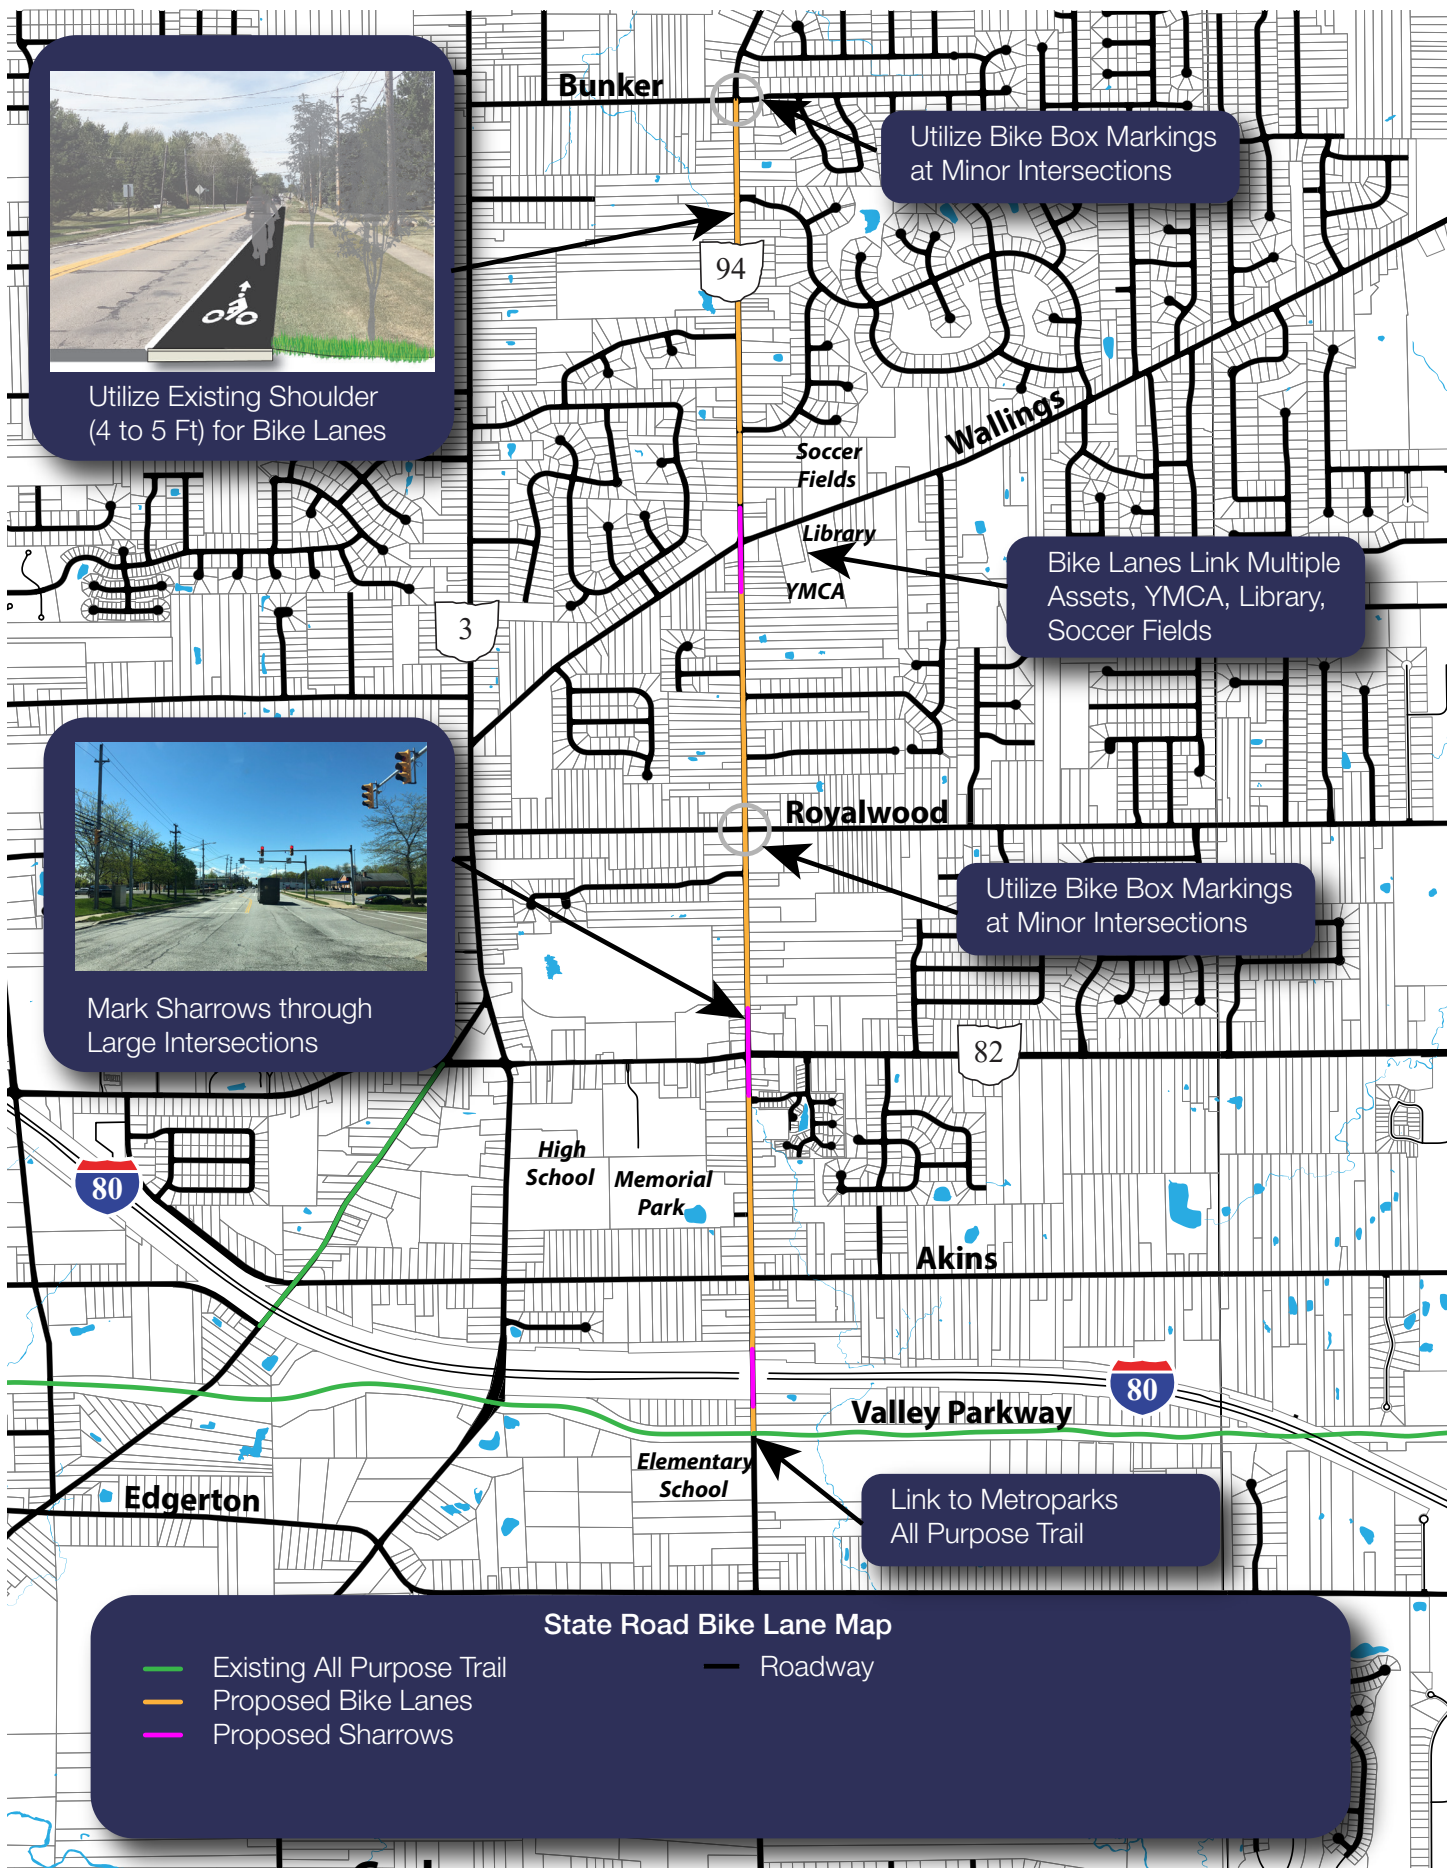 Bunker
Utilize Bike Box Markings
at Minor Intersections
94
Utilize Existing Shoulder
(4 to 5 Ft) for Bike Lanes
Wallings
Soccer
Fields
Library
YMCA
Bike Lanes Link Multiple
Assets, YMCA, Library,
Soccer Fields
3
Royalwood
Utilize Bike Box Markings
at Minor Intersections
Mark Sharrows through
Large Intersections
82
High
School
Memorial
Park
80
Akins
80
Valley Parkway
Elementary
School
Edgerton
Link to Metroparks
All Purpose Trail
State Road Bike Lane Map
Existing All Purpose Trail
Roadway
Proposed Bike Lanes
Proposed Sharrows